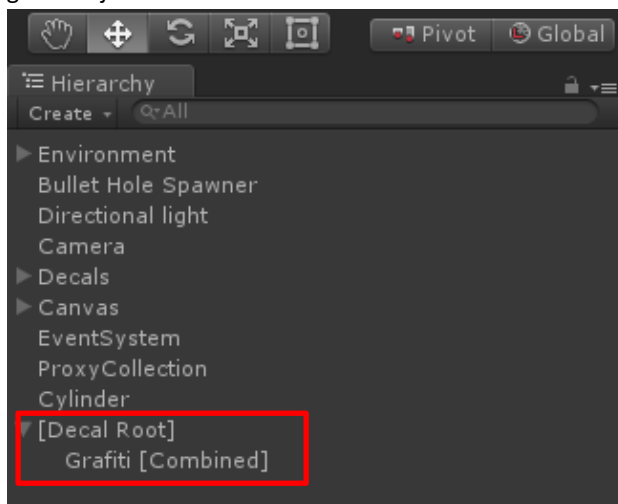 Pivot Global
Hierarchy
Create All
Environment
Bullet Hole Spawner
Directional light
Camera
Decals
Canvas
EventSystem
ProxyCollection
Cylinder
[Decal Root]
Grafiti [Combined]